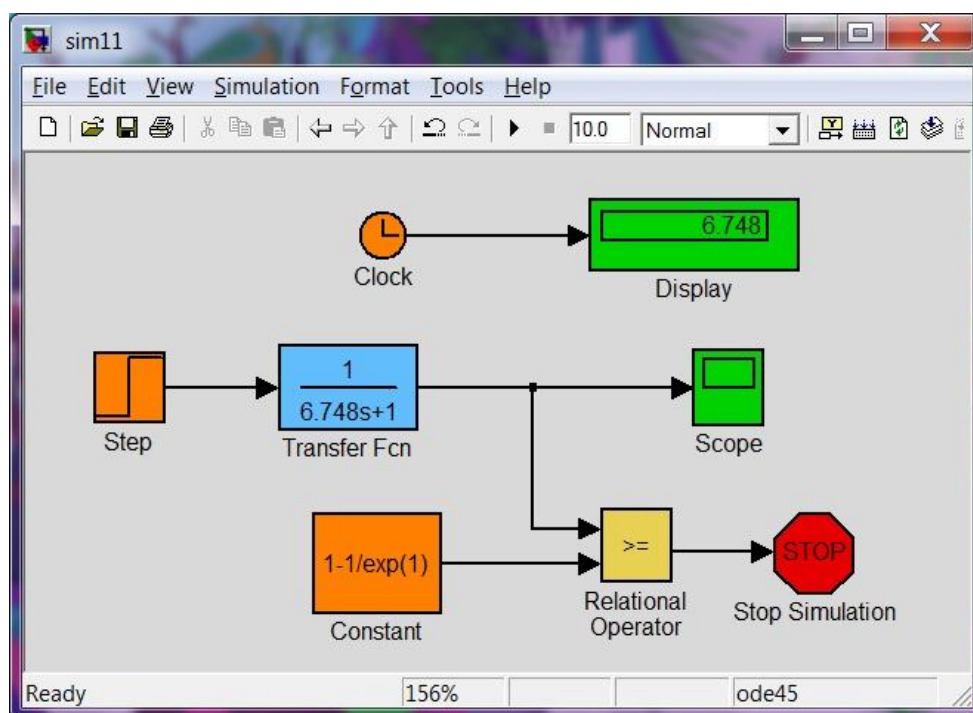 sim11
File Edit View Simulation Format Tools Help
10.0 Normal
6.748
Clock
Display
1
6.748s+1
Step
Transfer Fcn
Scope
1-1/exp(1)
>=
STOP
Constant
Relational
Operator
Stop Simulation
Ready 156% ode45